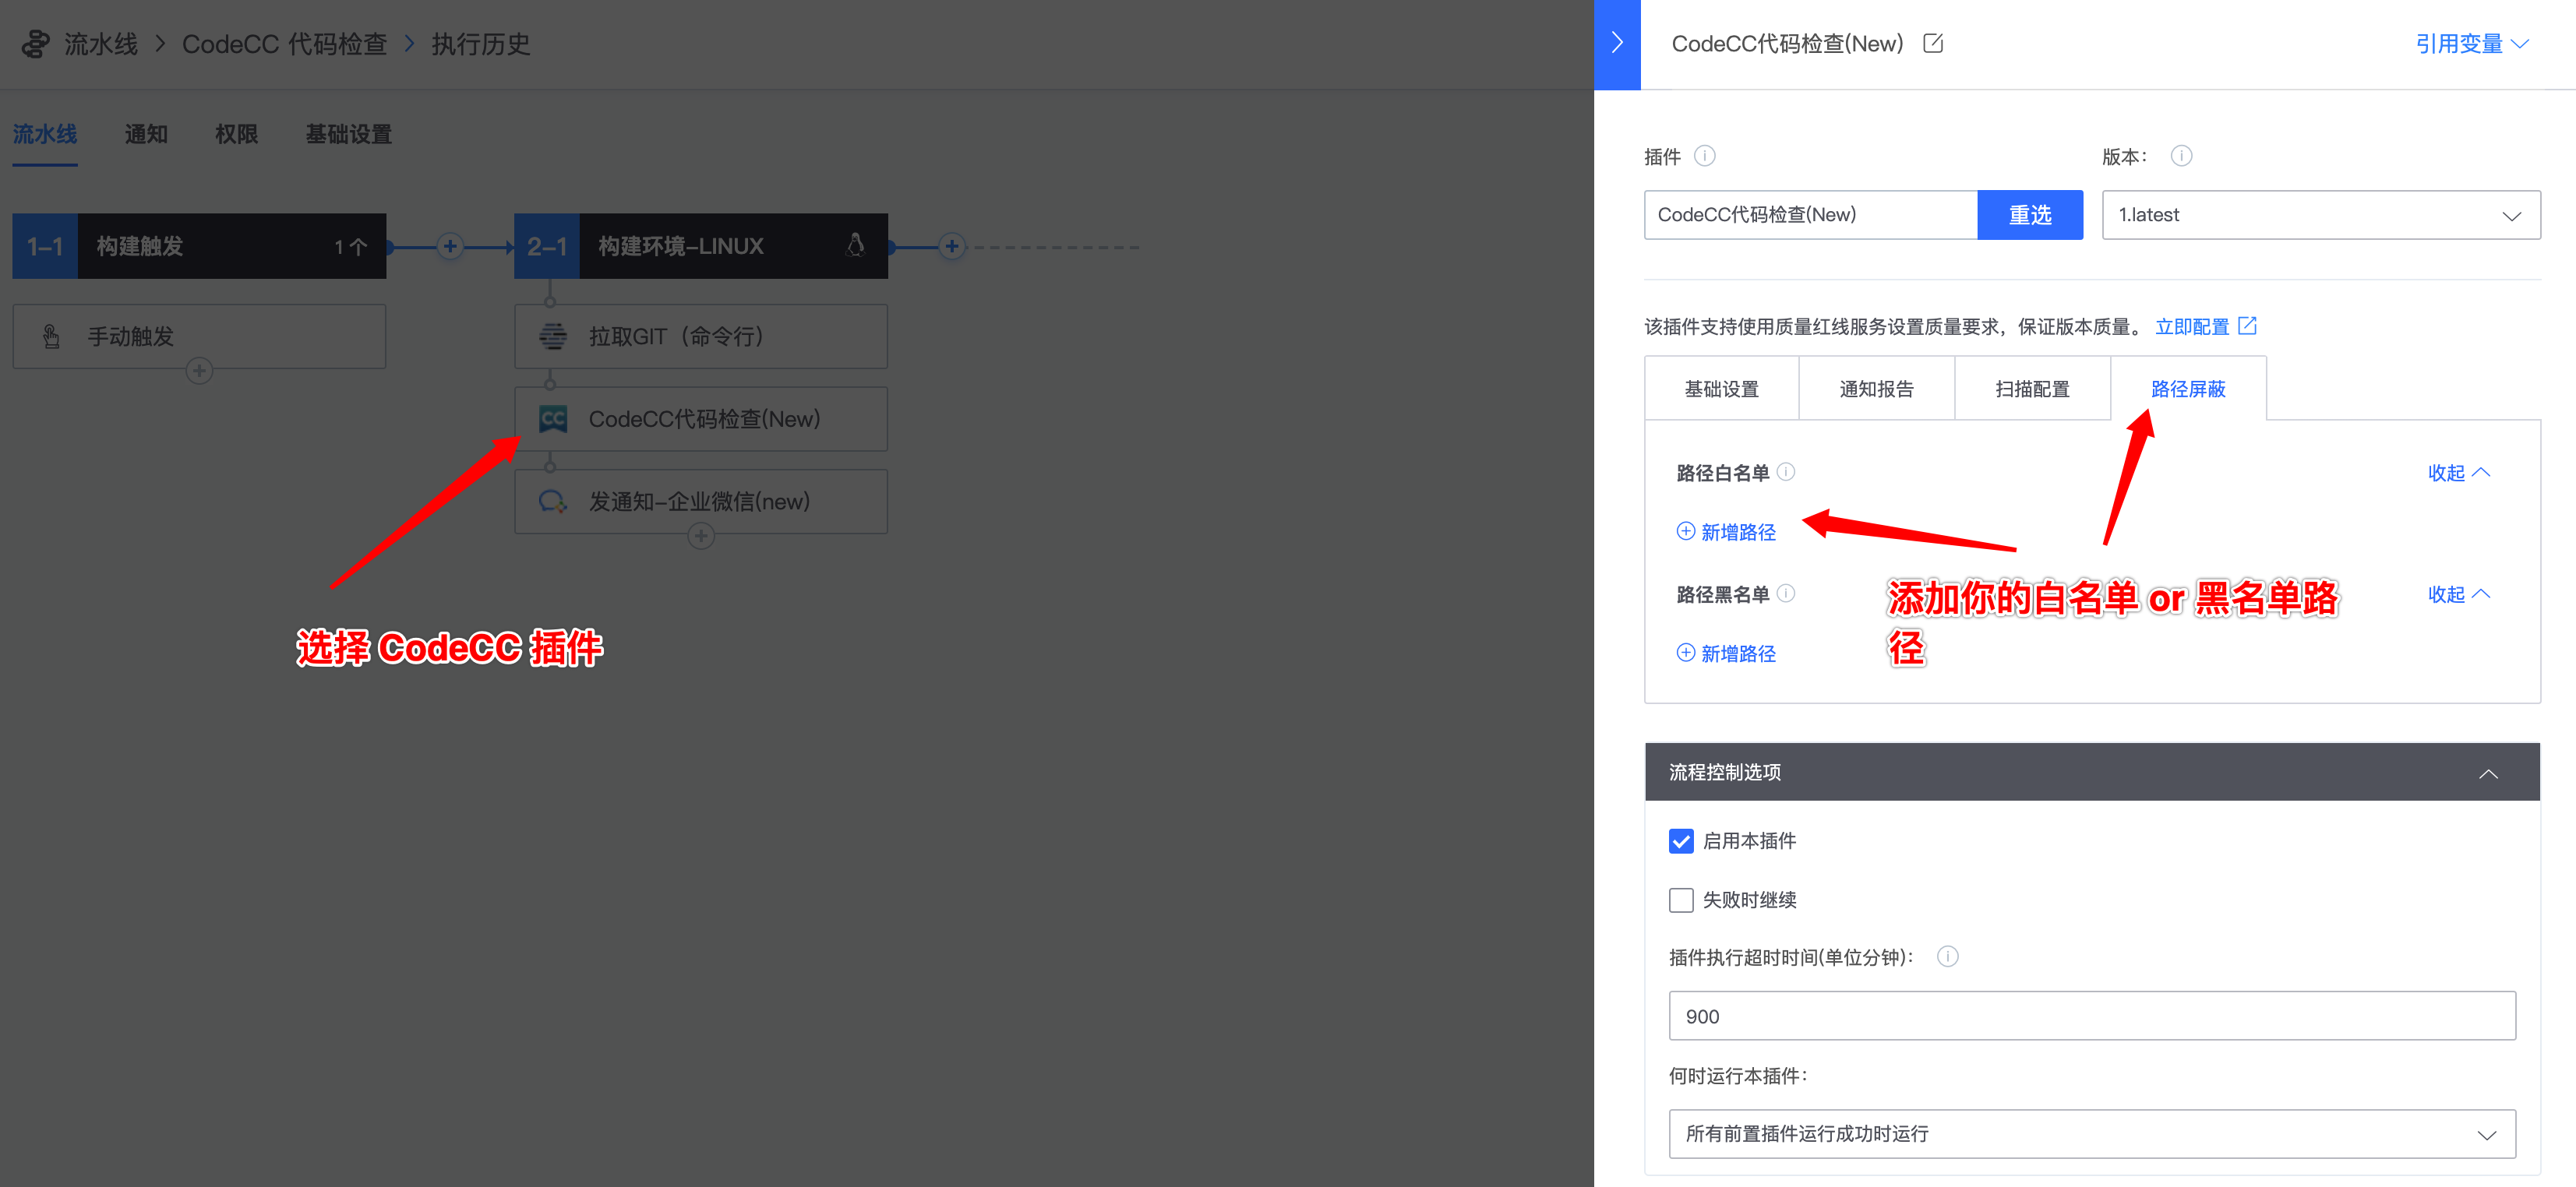 流水线 > CodeCC 代码检查 > 执行历史
流水线 通知 权限 基础设置
1-1 构建触发 1 个
手动触发
2-1 构建环境-LINUX
拉取GIT（命令行）
CodeCC代码检查(New)
发通知-企业微信(new)
选择 CodeCC 插件
CodeCC代码检查(New)
引用变量
插件
版本：
CodeCC代码检查(New)
重选
1.latest
该插件支持使用质量红线服务设置质量要求，保证版本质量。 立即配置
基础设置 通知报告 扫描配置 路径屏蔽
路径白名单
收起
新增路径
路径黑名单
收起
新增路径
添加你的白名单 or 黑名单路
径
流程控制选项
启用本插件
失败时继续
插件执行超时时间(单位分钟)：
900
何时运行本插件：
所有前置插件运行成功时运行